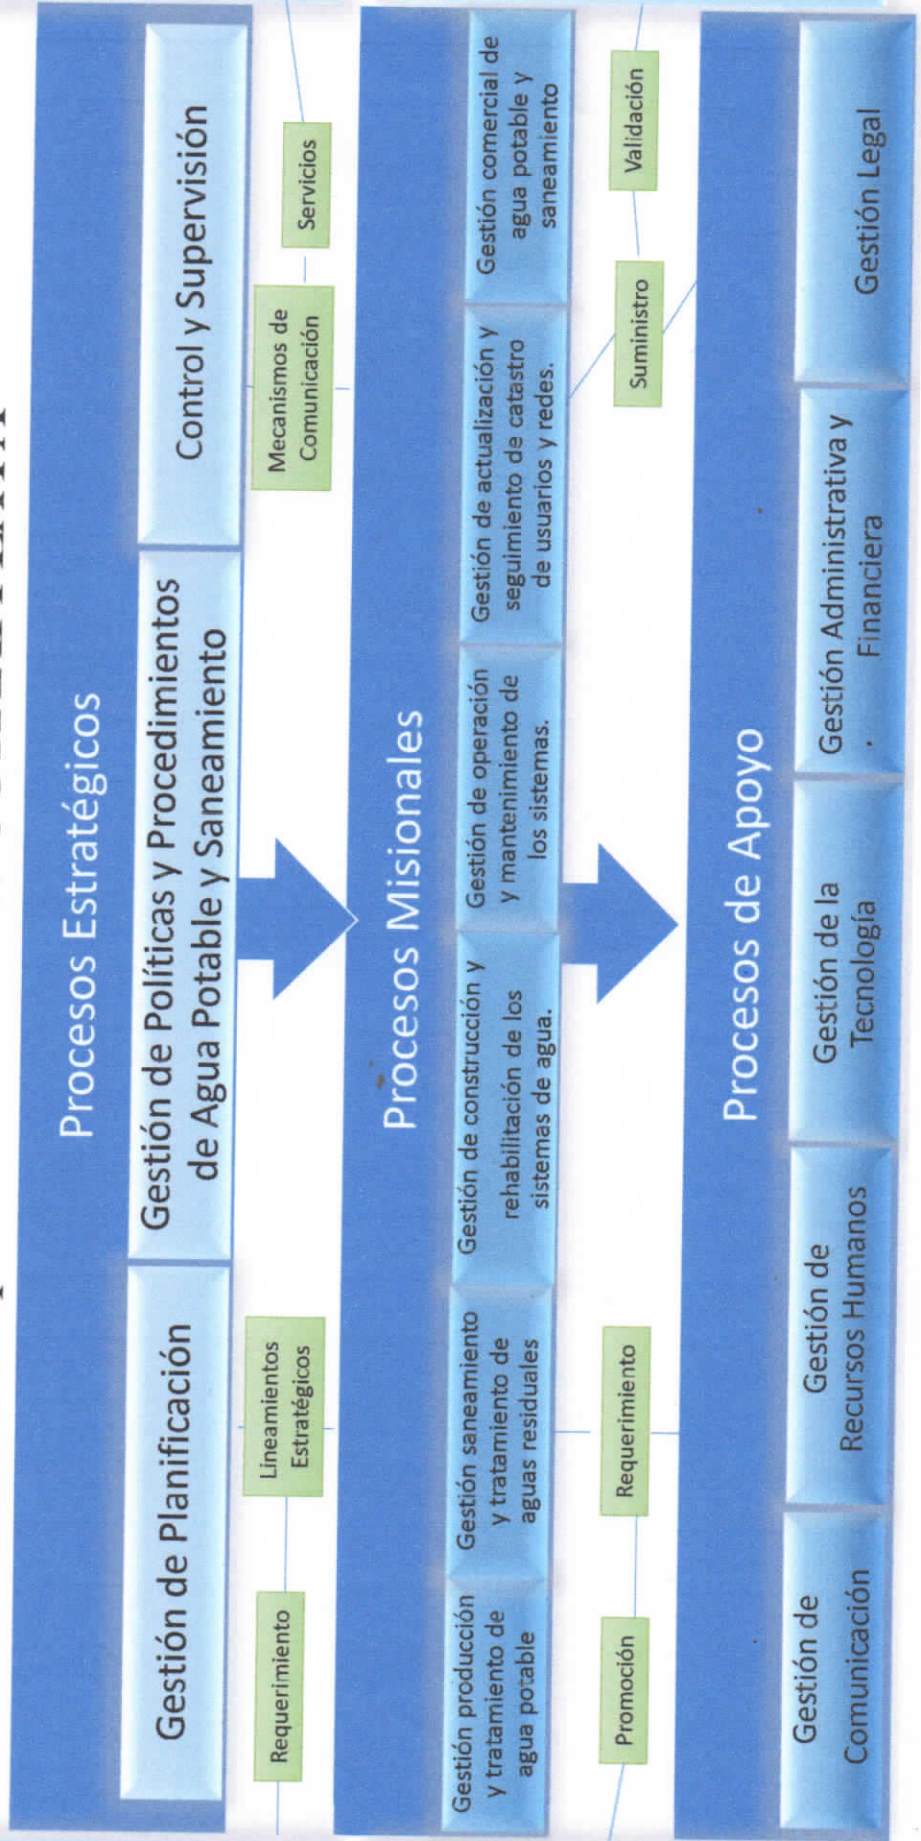 Procesos Estratégicos
Gestión de Planificación
Gestión de Políticas y Procedimientos
de Agua Potable y Saneamiento
Control y Supervisión
Requerimiento
Lineamientos
Estratégicos
Mecanismos de
Comunicación
Servicios
Procesos Misionales
Gestión producción
y tratamiento de
agua potable
Gestión saneamiento
y tratamiento de
aguas residuales
Gestión de construcción y
rehabilitación de los
sistemas de agua.
Gestión de operación
y mantenimiento de
los sistemas.
Gestión de actualización y
seguimiento de catastro
de usuarios y redes.
Gestión comercial de
agua potable y
saneamiento
Promoción
Requerimiento
Suministro
Validación
Procesos de Apoyo
Gestión de
Comunicación
Gestión de
Recursos Humanos
Gestión de la
Tecnología
Gestión Administrativa y
. Financiera
Gestión Legal